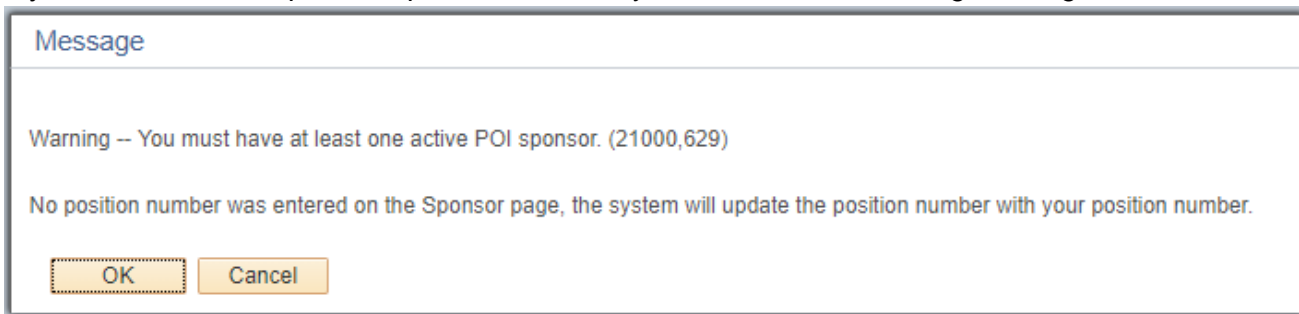 Message
Warning -- You must have at least one active POI sponsor. (21000,629)
No position number was entered on the Sponsor page, the system will update the position number with your position number.
OK Cancel